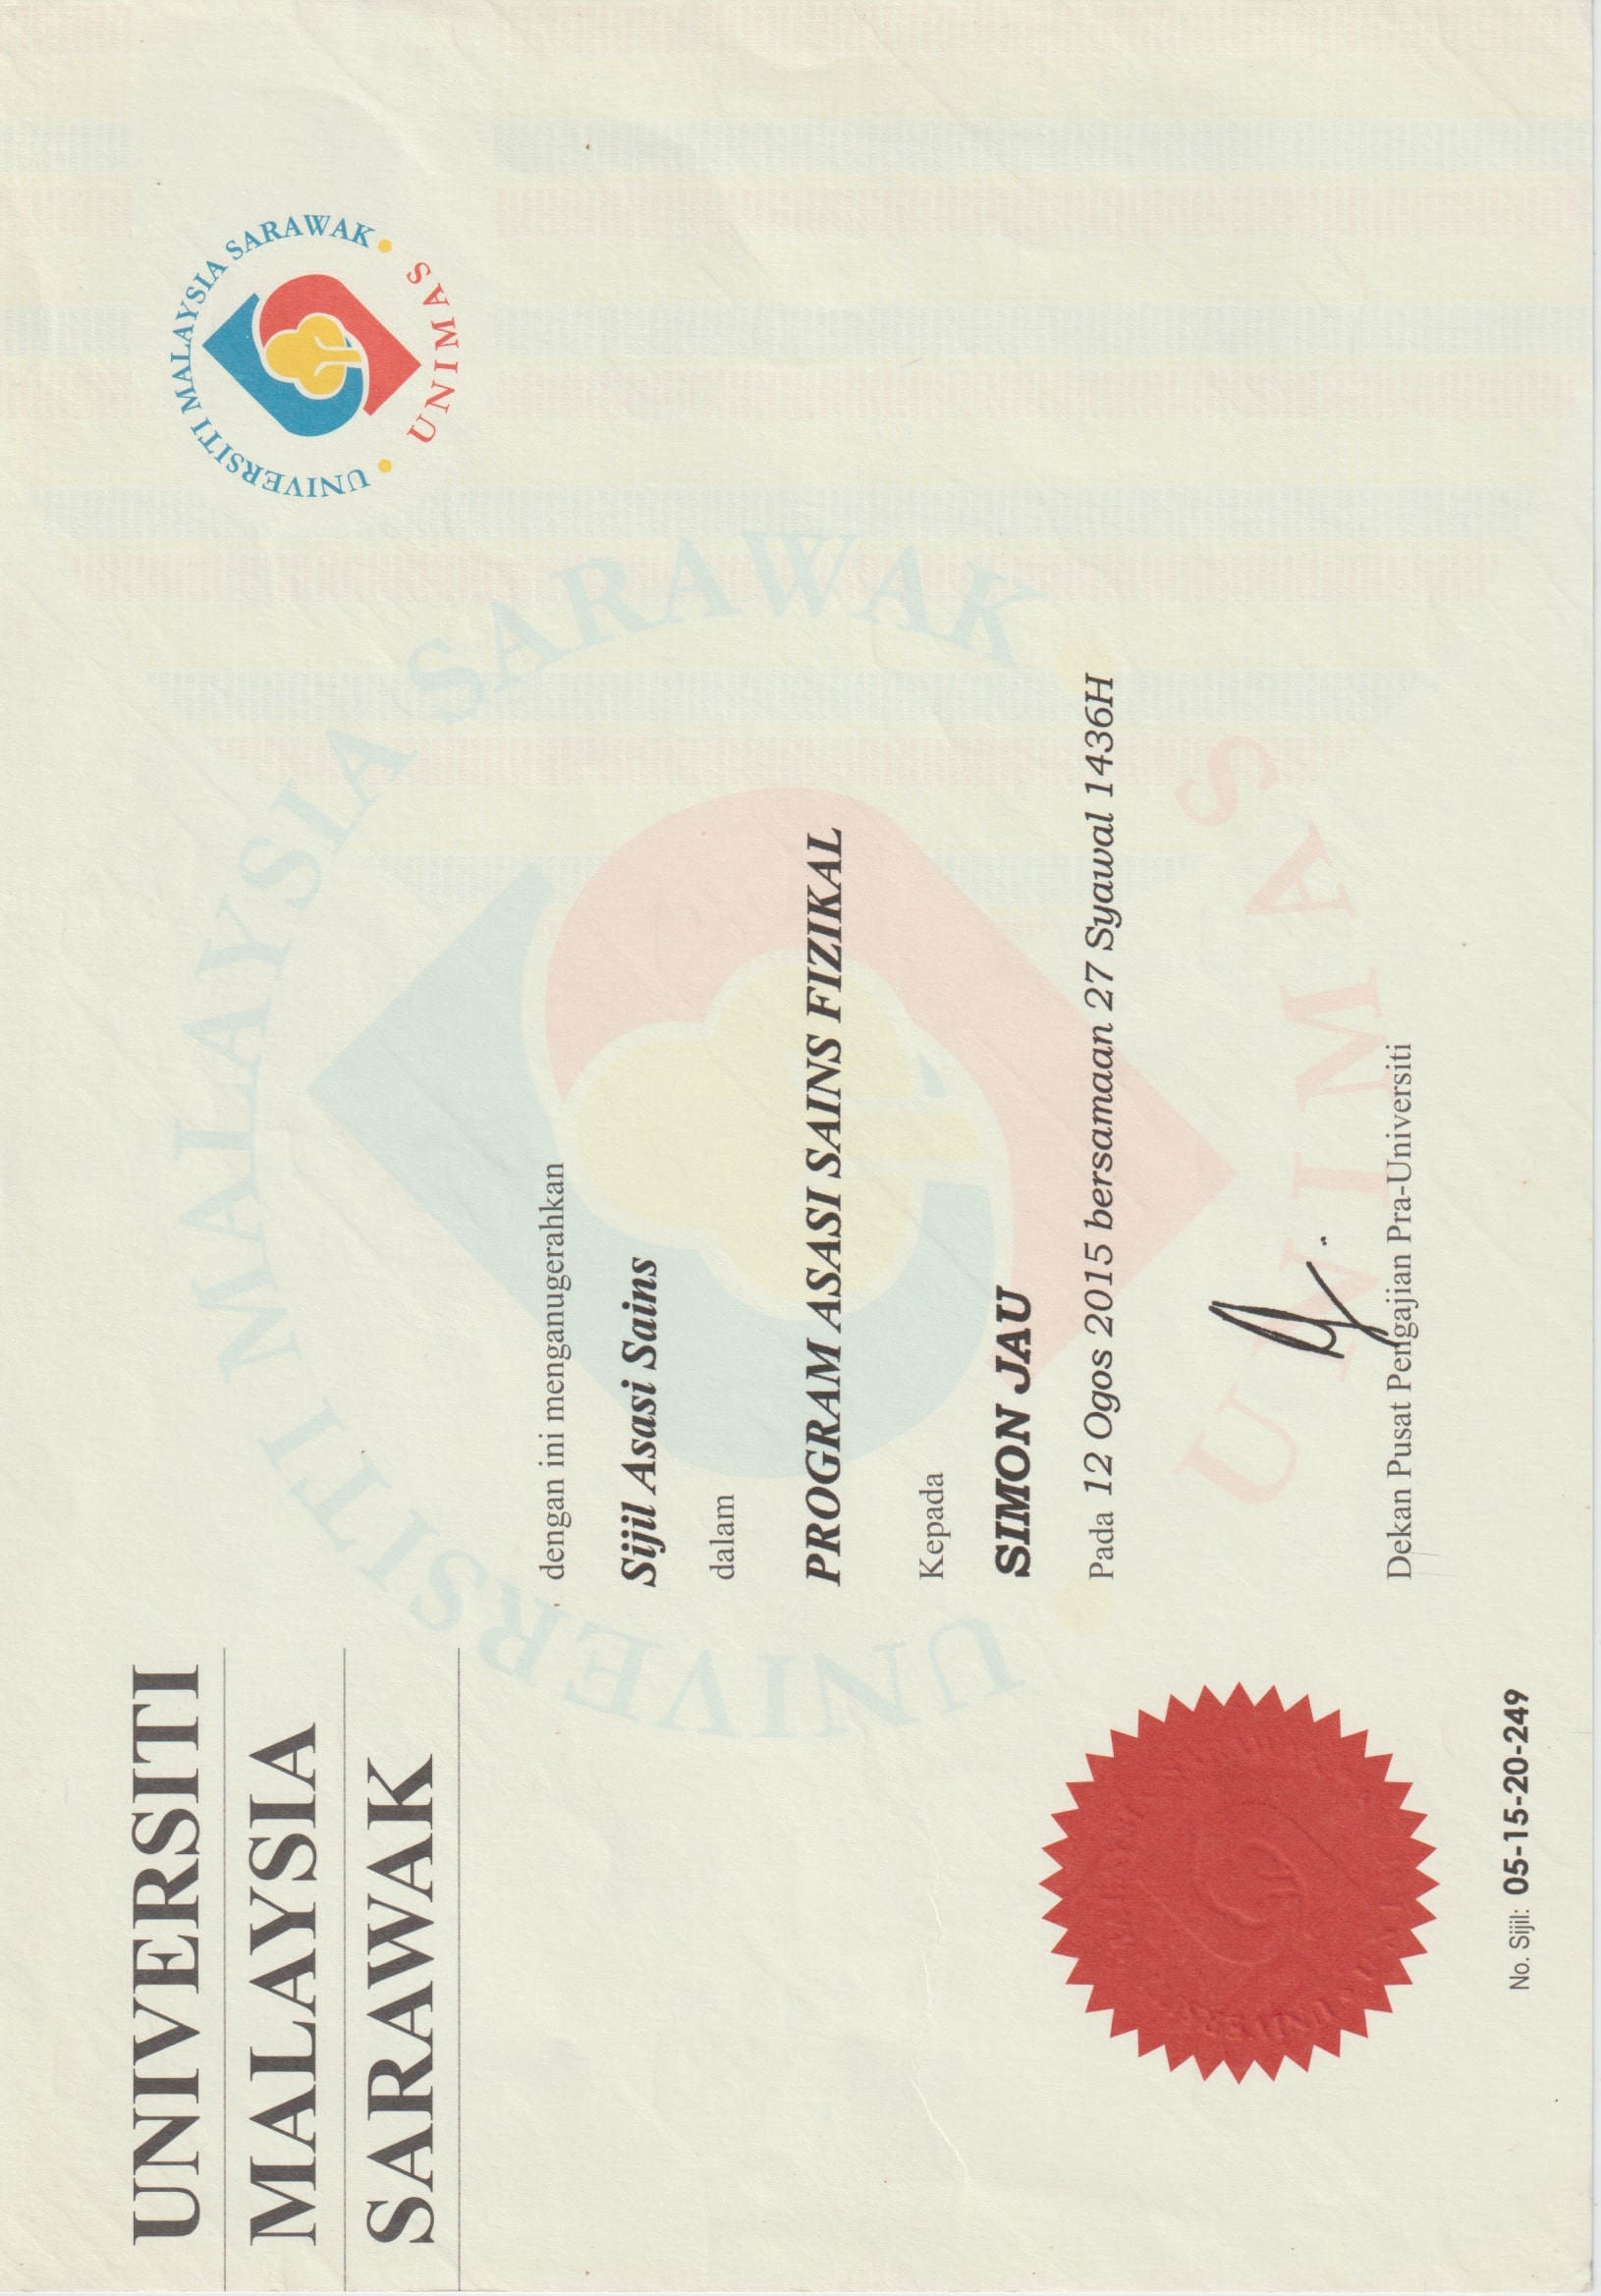 UNIVERSITI
MALAYSIA
SARAWAK
UNIVERSITI MALAYSIA SARAWAK
UNIMAS
dengan ini menganugerahkan
Sijil Asasi Sains
dalam
PROGRAM ASASI SAINS FIZIKAL
Kepada
SIMON JAU
Pada 12 Ogos 2015 bersamaan 27 Syawal 1436H
Dekan Pusat Pengajian Pra-Universiti
No. Sijil: 05-15-20-249
UNIVERSITI MALAYSIA SARAWAK
UNIMAS